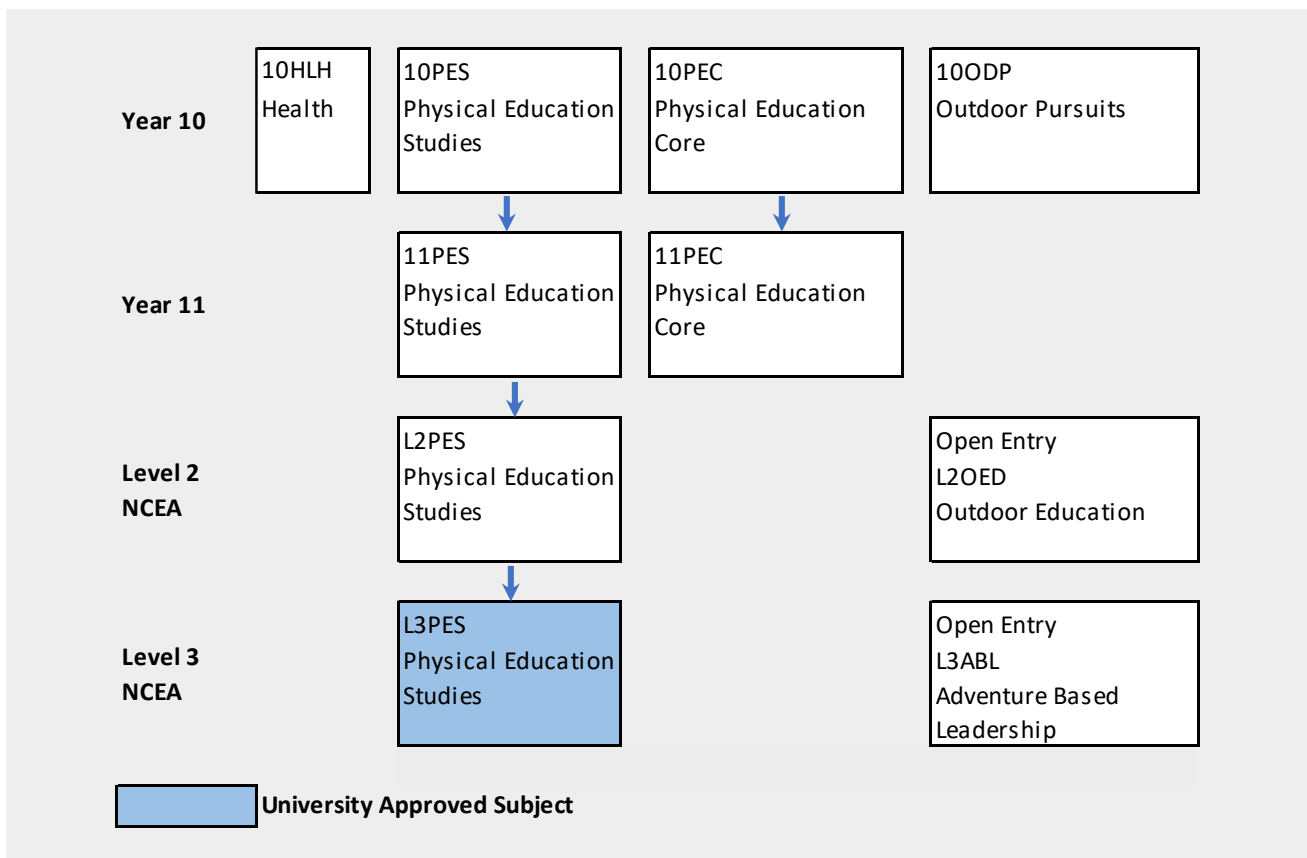 Year 10
10HLH
Health
10PES
Physical Education
Studies
10PEC
Physical Education
Core
10ODP
Outdoor Pursuits
Year 11
11PES
Physical Education
Studies
11PEC
Physical Education
Core
Level 2
NCEA
L2PES
Physical Education
Studies
Open Entry
L2OED
Outdoor Education
Level 3
NCEA
L3PES
Physical Education
Studies
Open Entry
L3ABL
Adventure Based
Leadership
University Approved Subject